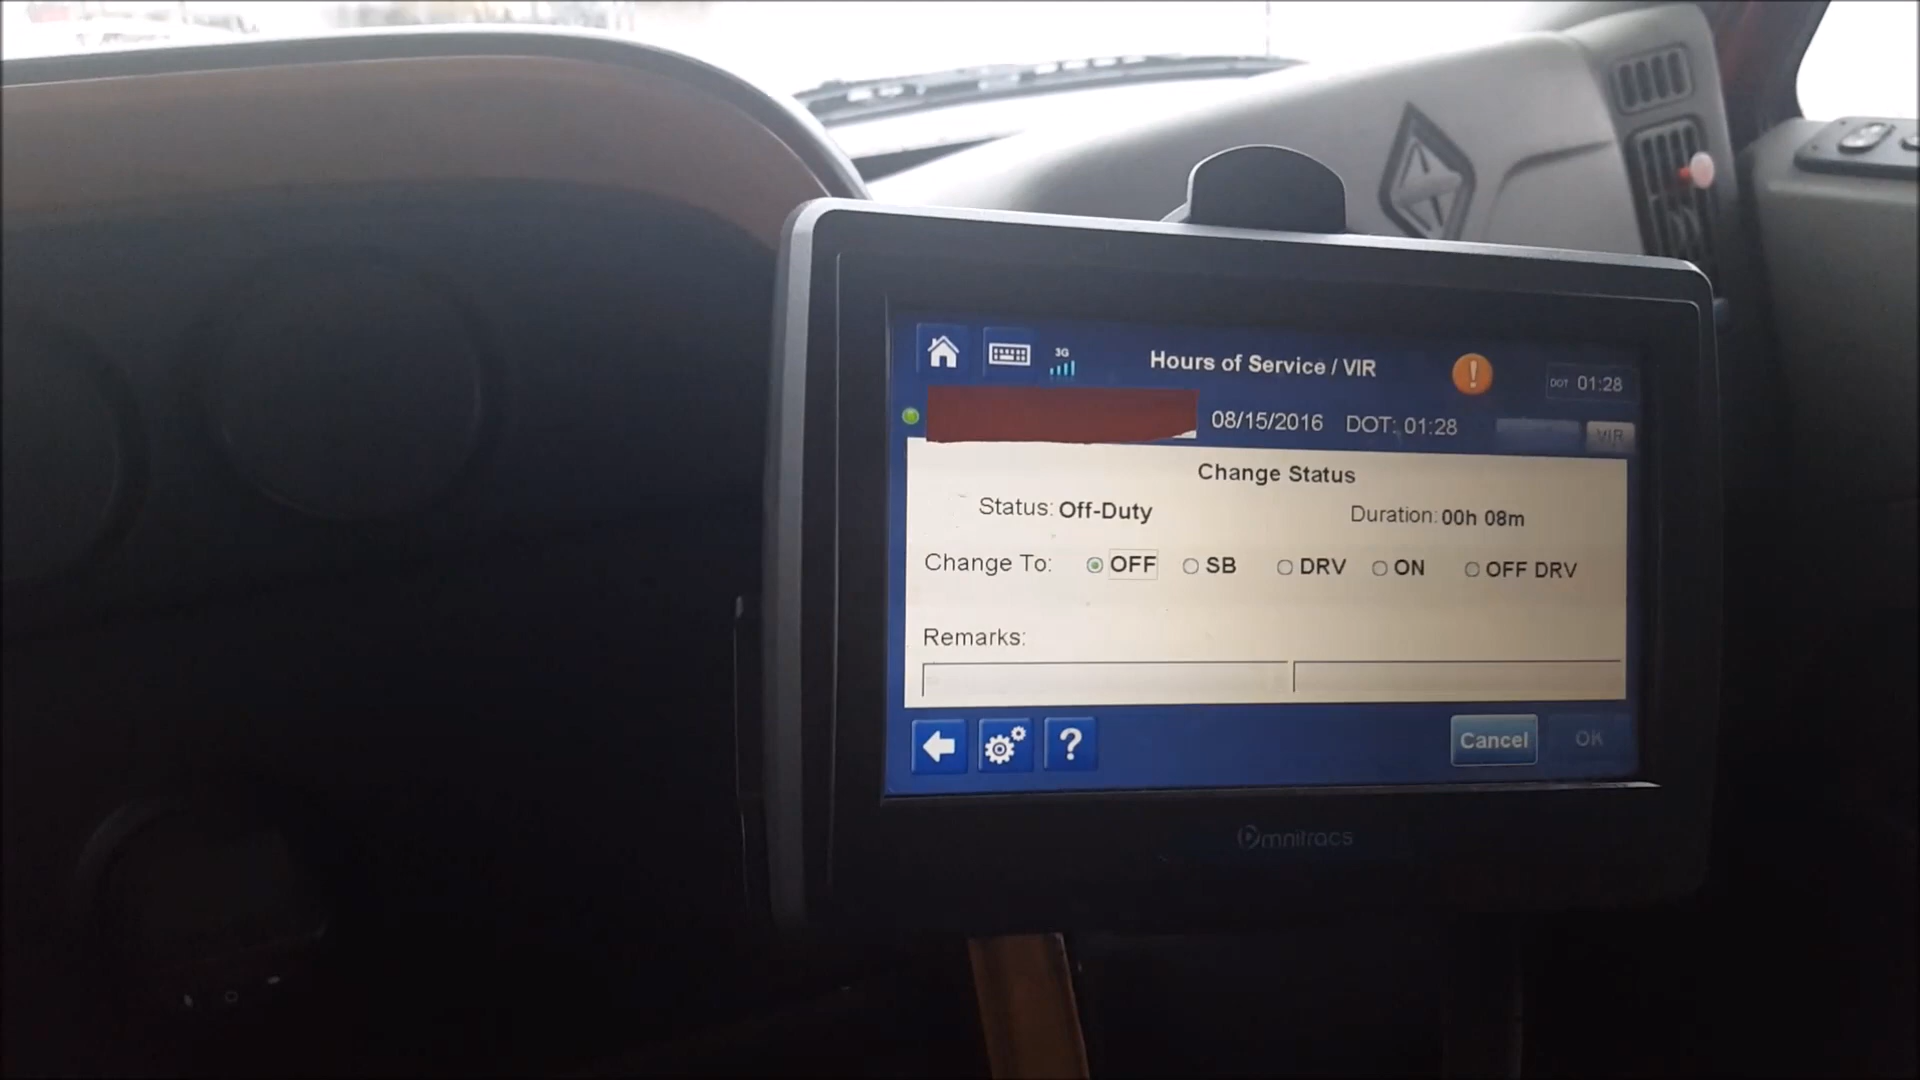 3G
Hours of Service / VIR
!
DOT 01:28
08/15/2016 DOT: 01:28
VIR
Change Status
Status: Off-Duty
Duration: 00h 08m
Change To: OFF SB DRV ON OFF DRV
Remarks:
?
Cancel
OK
Omnitracs